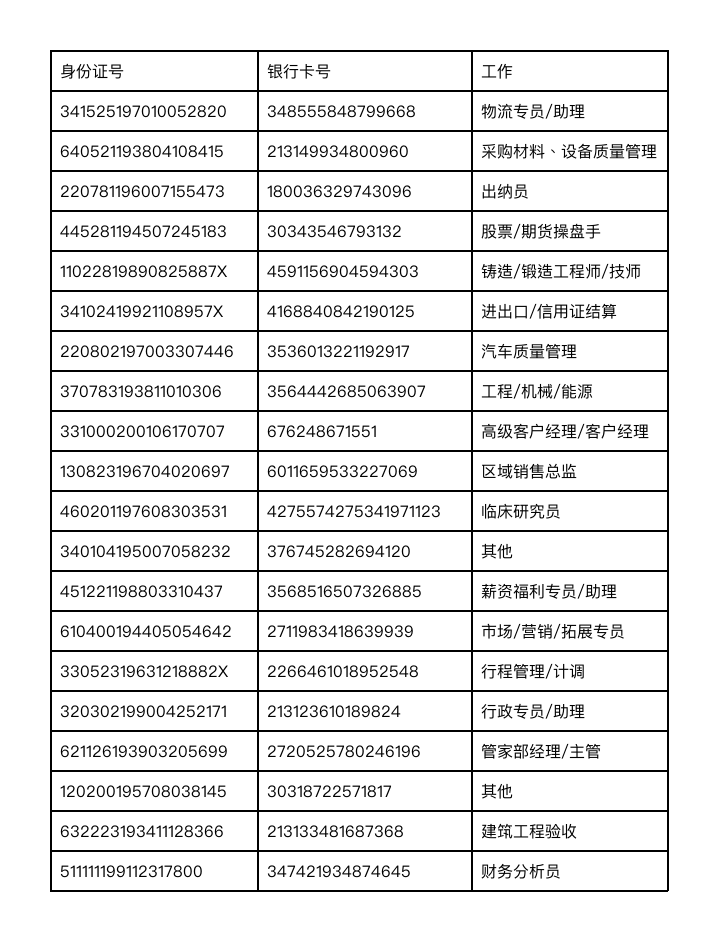 身份证号 银行卡号 工作
341525197010052820 348555848799668 物流专员/助理
640521193804108415 213149934800960 采购材料、设备质量管理
220781196007155473 180036329743096 出纳员
445281194507245183 30343546793132 股票/期货操盘手
11022819890825887X 4591156904594303 铸造/锻造工程师/技师
34102419921108957X 4168840842190125 进出口/信用证结算
220802197003307446 3536013221192917 汽车质量管理
370783193811010306 3564442685063907 工程/机械/能源
331000200106170707 676248671551 高级客户经理/客户经理
130823196704020697 6011659533227069 区域销售总监
460201197608303531 4275574275341971123 临床研究员
340104195007058232 376745282694120 其他
451221198803310437 3568516507326885 薪资福利专员/助理
610400194405054642 2711983418639939 市场/营销/拓展专员
33052319631218882X 2266461018952548 行程管理/计调
320302199004252171 213123610189824 行政专员/助理
621126193903205699 2720525780246196 管家部经理/主管
120200195708038145 30318722571817 其他
632223193411128366 213133481687368 建筑工程验收
511111199112317800 347421934874645 财务分析员